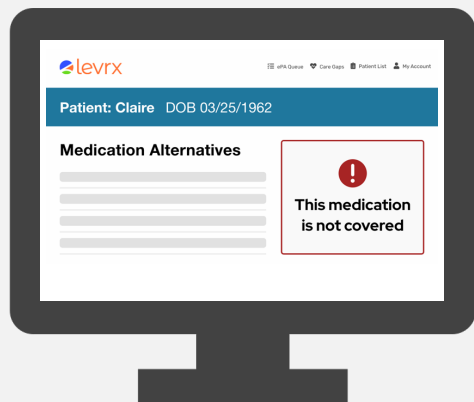 levrx
ePA Queue Care Gaps Patient List My Account
Patient: Claire DOB 03/25/1962
Medication Alternatives
This medication
is not covered